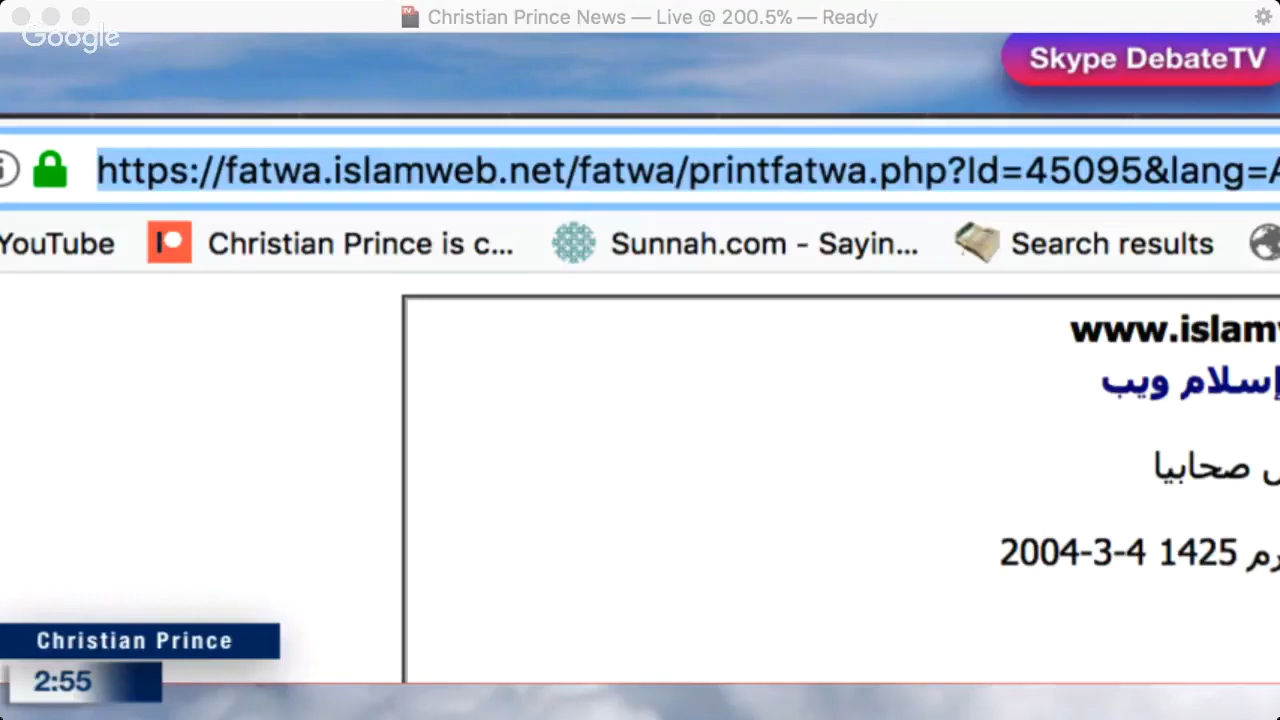 Christian Prince News — Live @ 200.5% — Ready
Google
Skype DebateTV
https://fatwa.islamweb.net/fatwa/printfatwa.php?Id=45095&lang=A
YouTube
Christian Prince is c...
Sunnah.com - Sayin...
Search results
www.islam
إسلام ويب
صحابيا
2004-3-4 1425
Christian Prince
2:55